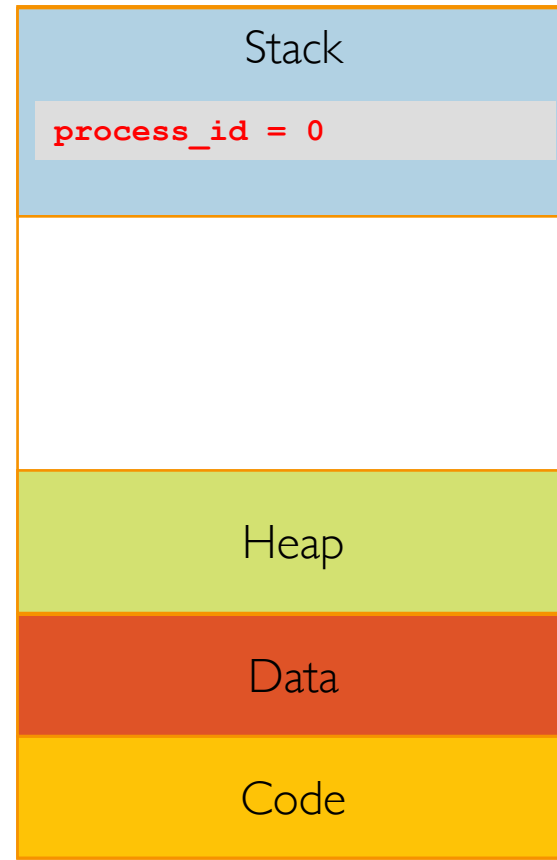 Stack
process_id = 0
Heap
Data
Code